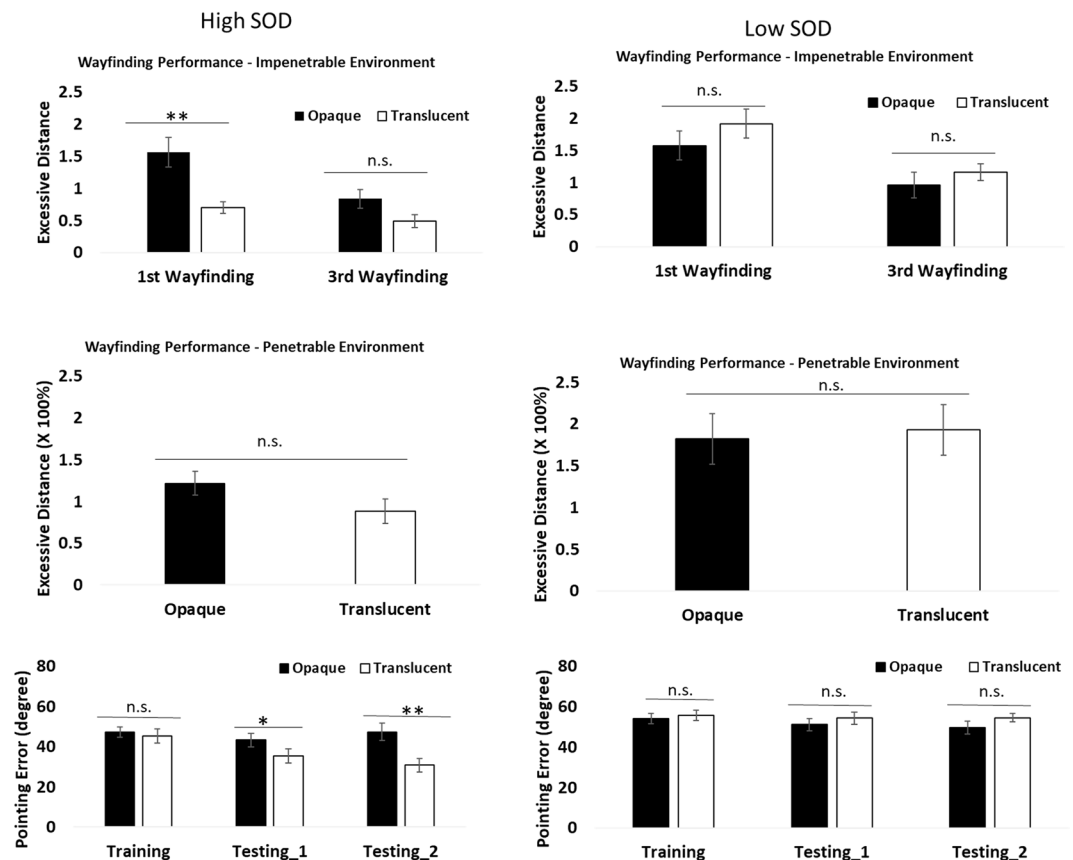 High SOD
Wayfinding Performance - Impenetrable Environment
Excessive Distance
2.5
2
1.5
1
0.5
0
Opaque Translucent
**
n.s.
1st Wayfinding 3rd Wayfinding
Wayfinding Performance - Penetrable Environment
Excessive Distance (X 100%)
2.5
2
1.5
1
0.5
0
n.s.
Opaque Translucent
Pointing Error (degree)
80
60
40
20
0
Opaque Translucent
n.s. * **
Training Testing_1 Testing_2
Low SOD
Wayfinding Performance - Impenetrable Environment
Excessive Distance
2.5
2
1.5
1
0.5
0
n.s.
Opaque Translucent
n.s.
1st Wayfinding 3rd Wayfinding
Wayfinding Performance - Penetrable Environment
Excessive Distance (X 100%)
2.5
2
1.5
1
0.5
0
n.s.
Opaque Translucent
Pointing Error (degree)
80
60
40
20
0
Opaque Translucent
n.s. n.s. n.s.
Training Testing_1 Testing_2